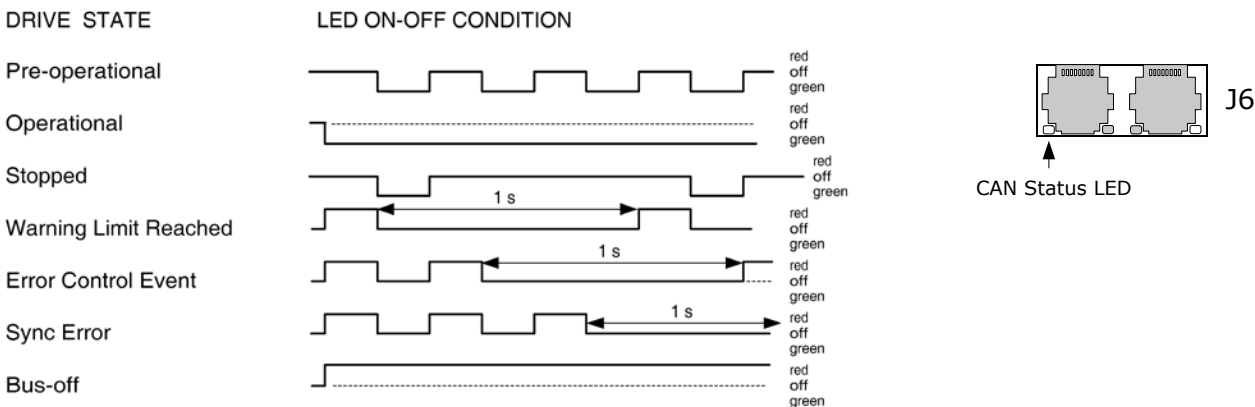 DRIVE STATE LED ON-OFF CONDITION
Pre-operational
red
off
green
Operational
red
off
green
Stopped
red
off
green
1 s
Warning Limit Reached
red
off
green
1 s
Error Control Event
red
off
green
1 s
Sync Error
red
off
green
Bus-off
red
off
green
J6
CAN Status LED